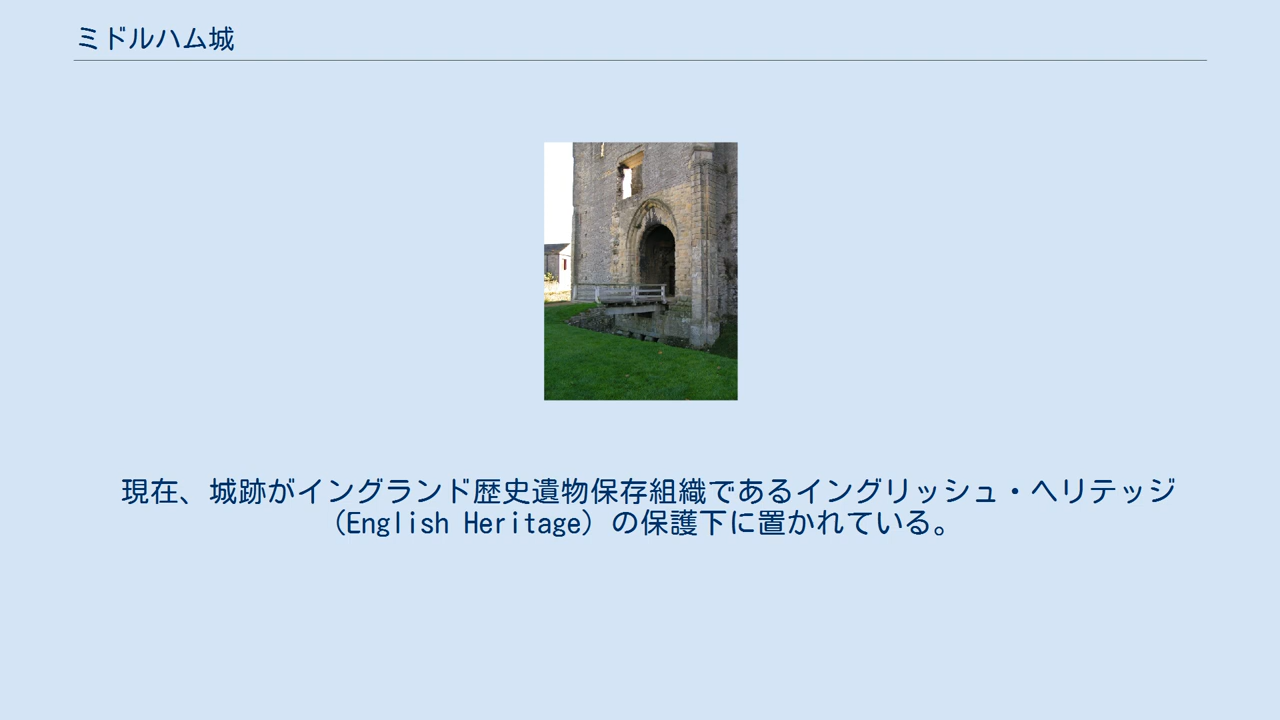 ミドルハム城
現在、城跡がイングランド歴史遺物保存組織であるイングリッシュ・ヘリテッジ
（English Heritage）の保護下に置かれている。